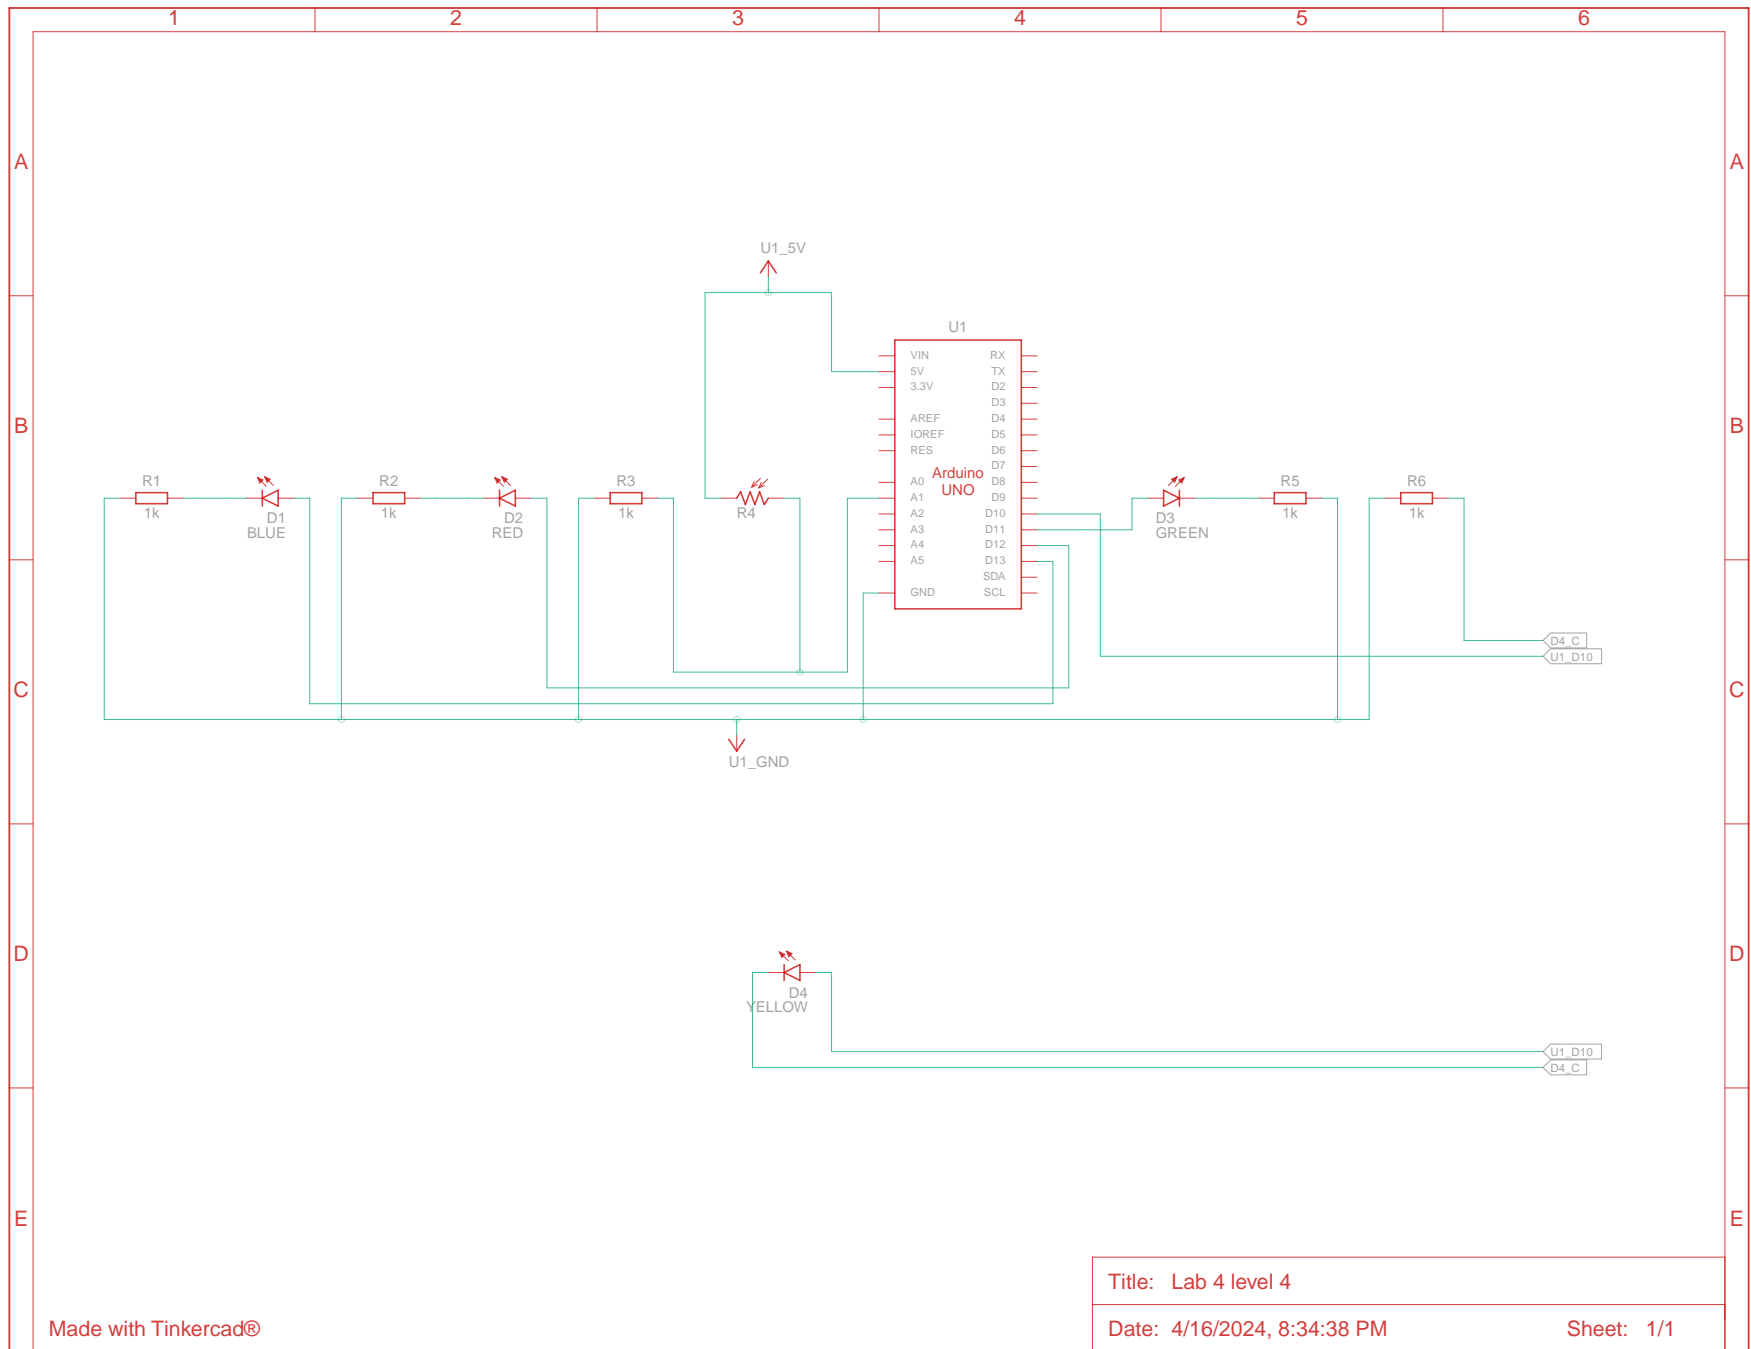 1 2 3 4 5 6
A A
U1_5V
U1
VIN RX
5V TX
3.3V D2
D3
AREF D4
B B
IOREF D5
RES D6
D7
Arduino
UNO
A0 D8
A1 D9
A2 D10
A3 D11
A4 D12
A5 D13
SDA
GND SCL
R1
1k
D1
BLUE
R2
1k
D2
RED
R3
1k
R4
D3
GREEN
R5
1k
R6
1k
D4_C
U1_D10
C C
U1_GND
D D
D4
YELLOW
U1_D10
D4_C
E E
Title: Lab 4 level 4
Made with Tinkercad®
Date: 4/16/2024, 8:34:38 PM Sheet: 1/1